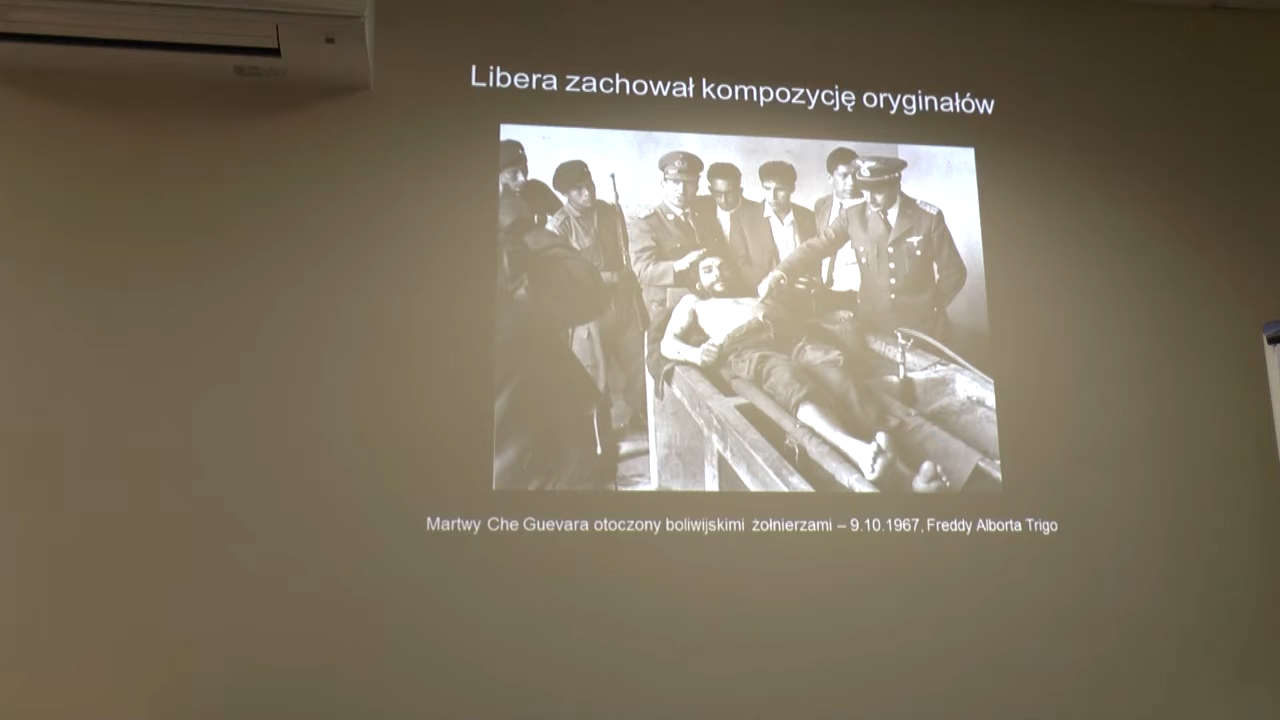 Libera zachował kompozycję oryginałów
Martwy Che Guevara otoczony boliwijskimi żołnierzami – 9.10.1967, Freddy Alborta Trigo